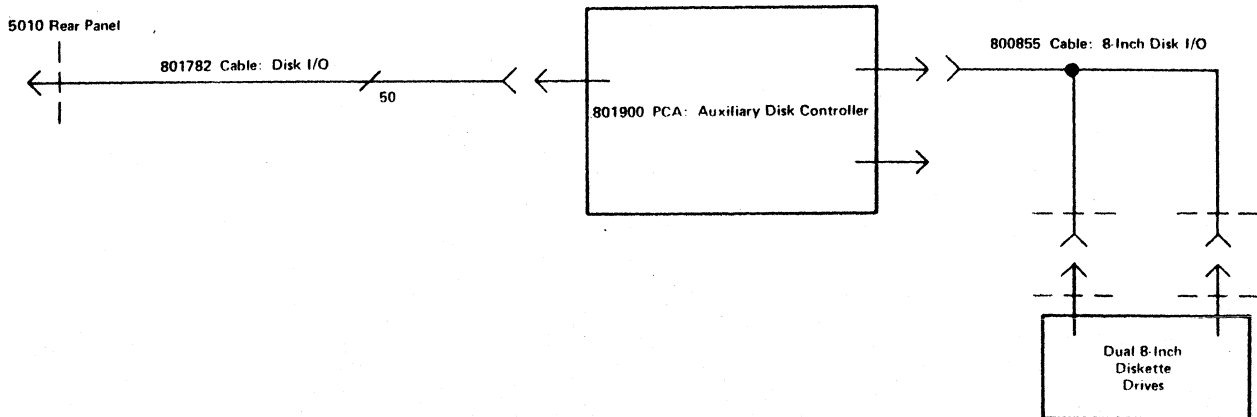 5010 Rear Panel
801782 Cable: Disk I/O
50
801900 PCA: Auxiliary Disk Controller
800855 Cable: 8-Inch Disk I/O
Dual 8-Inch
Diskette
Drives